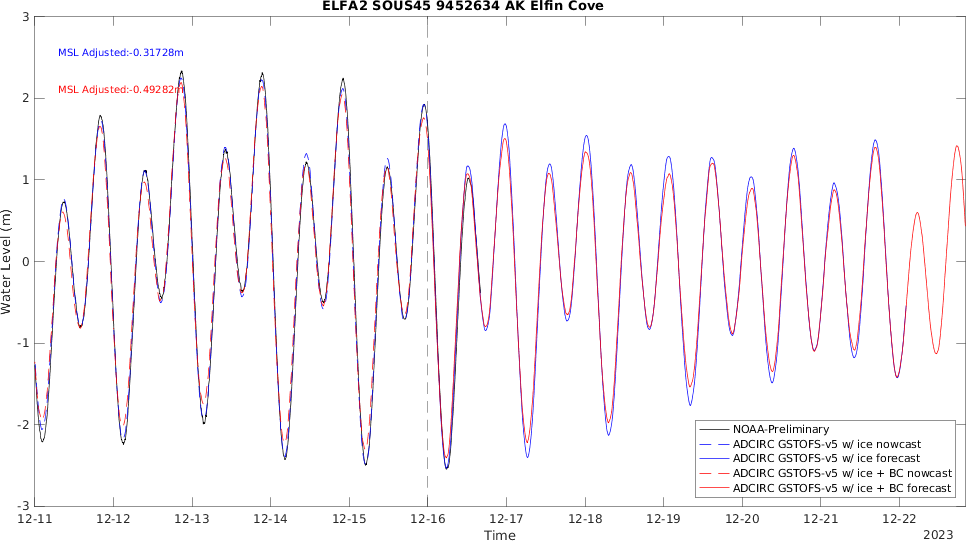 ELFA2 SOUS45 9452634 AK Elfin Cove
MSL Adjusted:-0.31728m
MSL Adjusted:-0.49282m
Water Level (m)
3
2
1
0
-1
-2
-3
NOAA-Preliminary
ADCIRC GSTOFS-v5 w/ ice nowcast
ADCIRC GSTOFS-v5 w/ ice forecast
ADCIRC GSTOFS-v5 w/ ice + BC nowcast
ADCIRC GSTOFS-v5 w/ ice + BC forecast
12-11 12-12 12-13 12-14 12-15 12-16 12-17 12-18 12-19 12-20 12-21 12-22
Time
2023